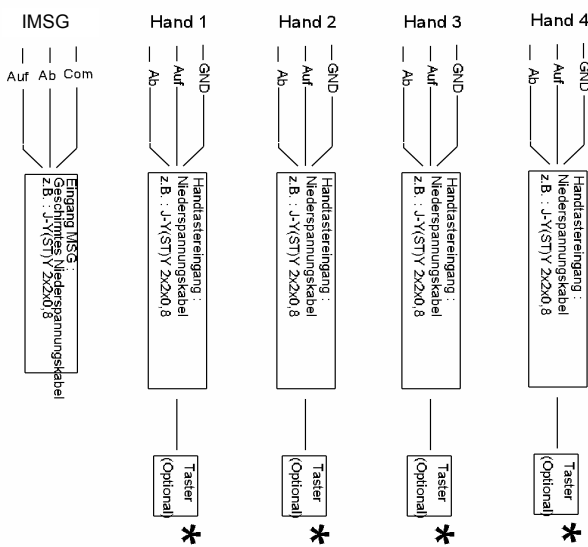 IMSG
Auf Ab Com
Eingang MSG :
Geschirmtes Niederspannungskabel
z.B. : J-Y(ST)Y 2x2x0,8
Hand 1
Ab Auf GND
Handtastereingang :
Niederspannungskabel
z.B. : J-Y(ST)Y 2x2x0,8
Taster
(Optional)
*
Hand 2
Ab Auf GND
Handtastereingang :
Niederspannungskabel
z.B. : J-Y(ST)Y 2x2x0,8
Taster
(Optional)
*
Hand 3
Ab Auf GND
Handtastereingang :
Niederspannungskabel
z.B. : J-Y(ST)Y 2x2x0,8
Taster
(Optional)
*
Hand 4
Ab Auf GND
Handtastereingang :
Niederspannungskabel
z.B. : J-Y(ST)Y 2x2x0,8
Taster
(Optional)
*